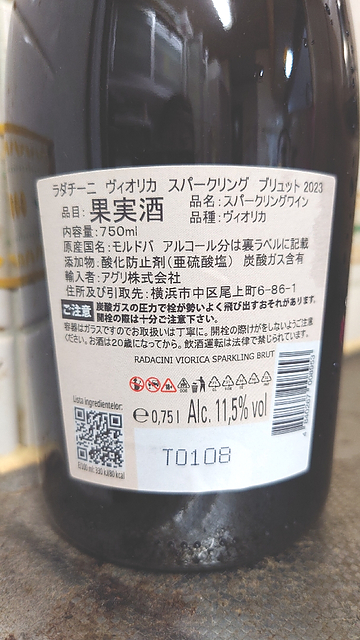 ラダチーニ ヴィオリカ スパークリング ブリュット 2023
品目: 果実酒
品名: スパークリングワイン
品種: ヴィオリカ
内容量: 750ml
原産国名: モルドバ アルコール分は裏ラベルに記載
添加物: 酸化防止剤(亜硫酸塩) 炭酸ガス含有
輸入者: アグリ株式会社
住所及び引取先: 横浜市中区尾上町6-86-1
ご注意 炭酸ガスの圧力で栓が勢いよく飛び出すおそれがあります。
開栓の際は十分ご注意下さい。
容器はガラスですのでお取扱いは丁寧に。開栓の際けがをしないようご注意
ください。お酒は20歳になってから。飲酒運転は法律で禁じられています。
RADACINI VIORICA SPARKLING BRUT
Lista ingredientelor:
℮0,75 l Alc. 11,5% vol
T0108